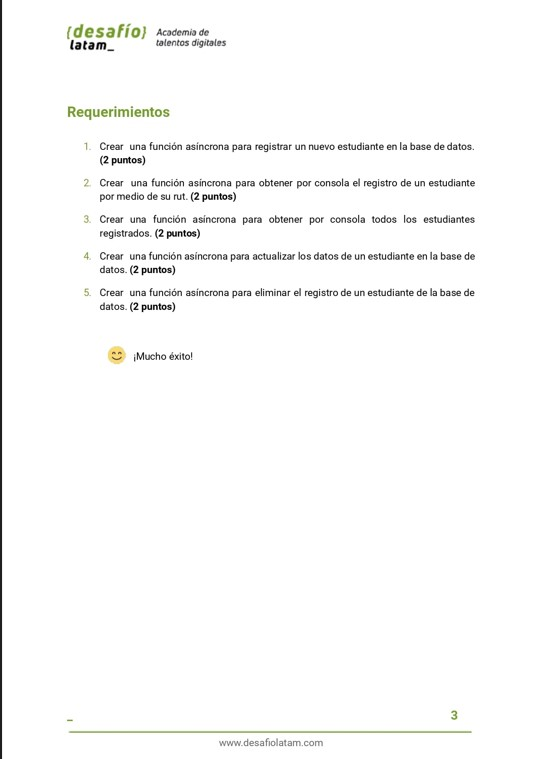 {desafío}
latam_
Academia de
talentos digitales
Requerimientos
1. Crear una función asíncrona para registrar un nuevo estudiante en la base de datos.
(2 puntos)
2. Crear una función asíncrona para obtener por consola el registro de un estudiante
por medio de su rut. (2 puntos)
3. Crear una función asíncrona para obtener por consola todos los estudiantes
registrados. (2 puntos)
4. Crear una función asíncrona para actualizar los datos de un estudiante en la base de
datos. (2 puntos)
5. Crear una función asíncrona para eliminar el registro de un estudiante de la base de
datos. (2 puntos)
¡Mucho éxito!
_
3
www.desafiolatam.com